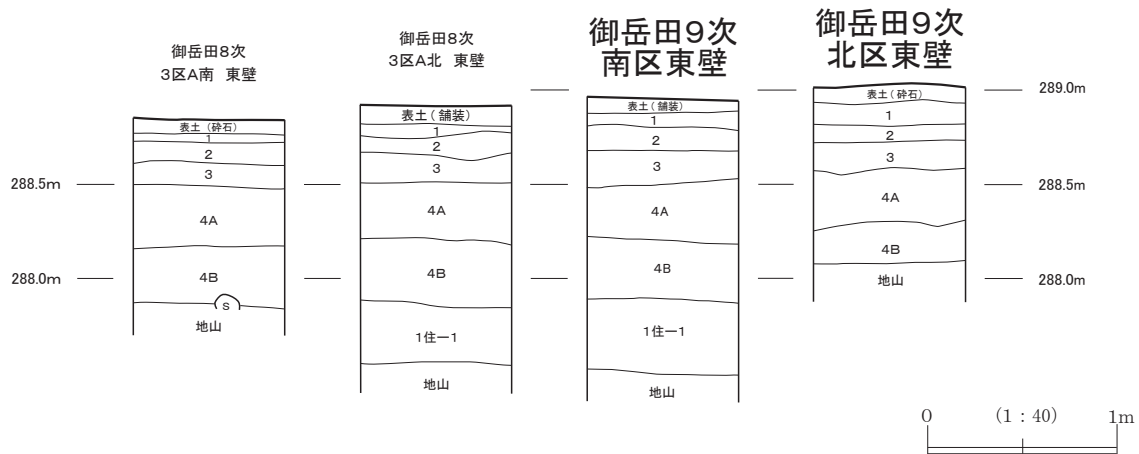 御岳田8次
3区A南 東壁
表土(砕石)
1
2
3
4A
4B
S
地山
御岳田8次
3区A北 東壁
表土(舗装)
1
2
3
4A
4B
1住ー1
地山
御岳田9次
南区東壁
表土(舗装)
1
2
3
4A
4B
1住ー1
地山
御岳田9次
北区東壁
表土(砕石)
1
2
3
4A
4B
地山
288.5m
288.0m
289.0m
288.5m
288.0m
0 (1:40) 1m